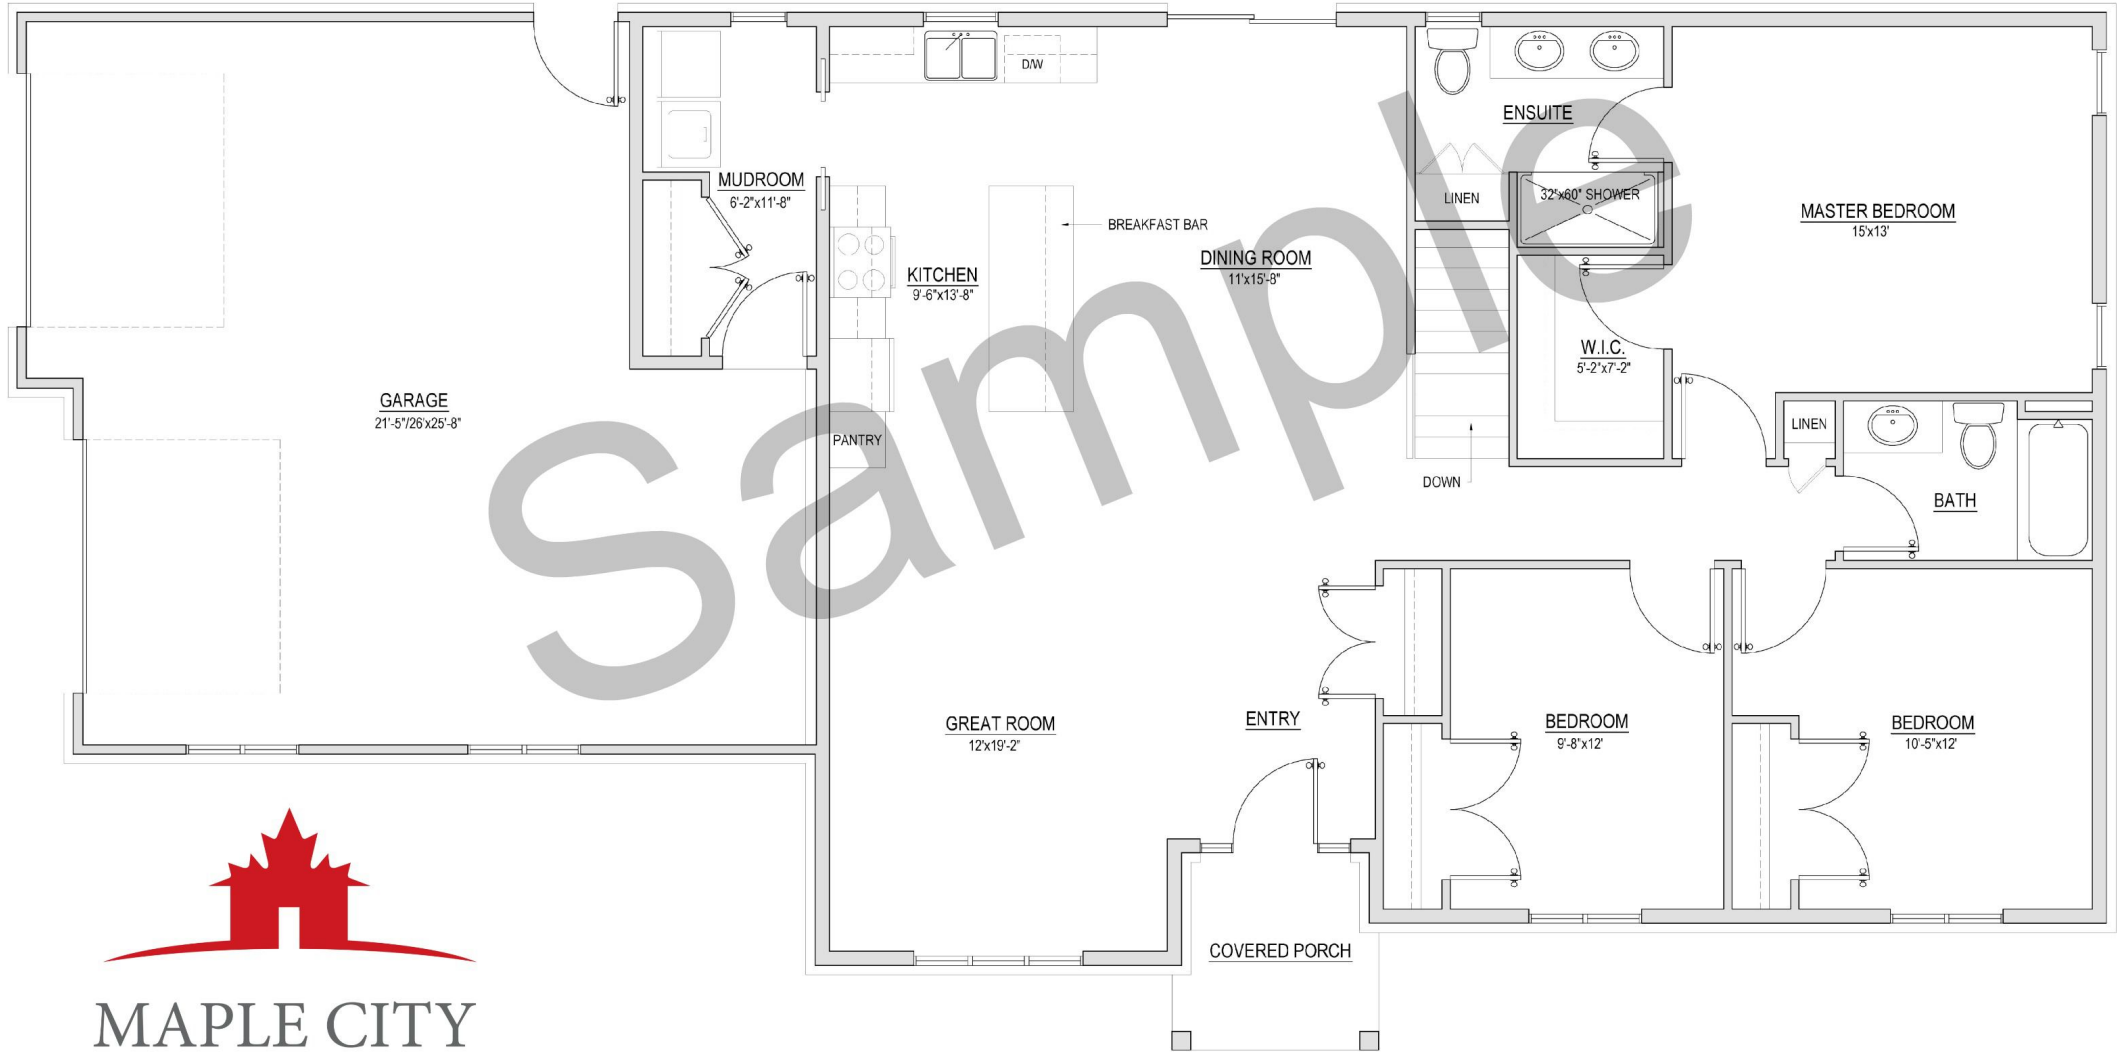 D/W
ENSUITE
MUDROOM
6'-2"x11'-8"
LINEN
32"x60" SHOWER
MASTER BEDROOM
15'x13'
BREAKFAST BAR
KITCHEN
9'-6"x13'-8"
DINING ROOM
11'x15'-8"
W.I.C.
5'-2"x7'-2"
GARAGE
21'-5"/26'x25'-8"
PANTRY
LINEN
DOWN
BATH
Sample
GREAT ROOM
12'x19'-2"
ENTRY
BEDROOM
9'-8"x12'
BEDROOM
10'-5"x12'
COVERED PORCH
MAPLE CITY